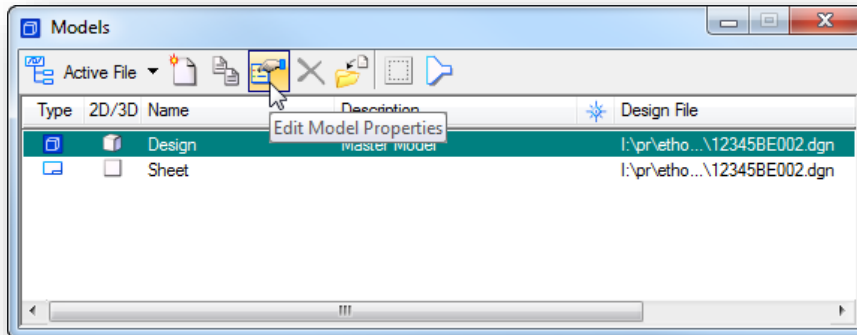 Models
Active File
Type 2D/3D Name Description Design File
Edit Model Properties
Design Master Model I:\pr\etho...\12345BE002.dgn
Sheet I:\pr\etho...\12345BE002.dgn